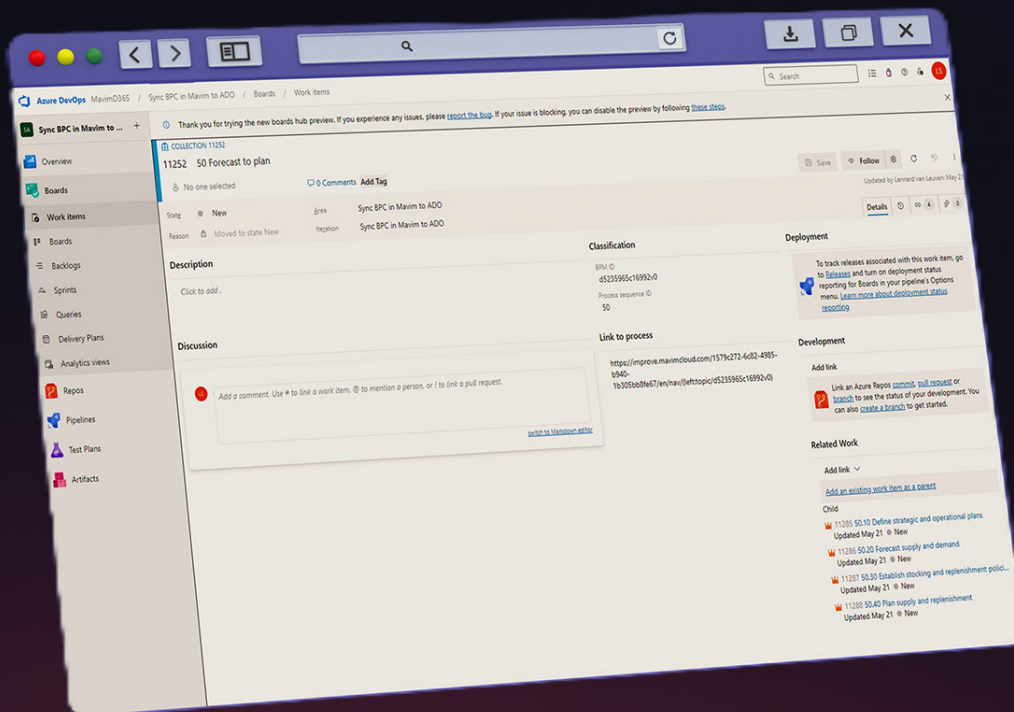 Azure DevOps MavimD365 / Sync BPC in Mavim to ADO / Boards / Work items
Search
LS
SA Sync BPC in Mavim to ... +
Thank you for trying the new boards hub preview. If you experience any issues, please report the bug. If your issue is blocking, you can disable the preview by following these steps.
Overview
Boards
Work items
Boards
Backlogs
Sprints
Queries
Delivery Plans
Analytics views
Repos
Pipelines
Test Plans
Artifacts
COLLECTION 11252
11252 50 Forecast to plan
No one selected
0 Comments Add Tag
Save
Follow
Updated by Lennard van Leuven: May 21
State New
Area Sync BPC in Mavim to ADO
Reason Moved to state New
Iteration Sync BPC in Mavim to ADO
Details
4
0
Description
Click to add .
Discussion
LS
Add a comment. Use # to link a work item, @ to mention a person, or ! to link a pull request.
switch to Markdown editor
Classification
BPM ID
d5235965c16992v0
Process sequence ID
50
Link to process
https://improve.mavimcloud.com/1579c272-6c82-4985-
b940-
1b305bb8fe67/en/nav/(left:topic/d5235965c16992v0)
Deployment
To track releases associated with this work item, go
to Releases and turn on deployment status
reporting for Boards in your pipeline's Options
menu. Learn more about deployment status
reporting
Development
Add link
Link an Azure Repos commit, pull request or
branch to see the status of your development. You
can also create a branch to get started.
Related Work
Add link
Add an existing work item as a parent
Child
11285 50.10 Define strategic and operational plans
Updated May 21 New
11286 50.20 Forecast supply and demand
Updated May 21 New
11287 50.30 Establish stocking and replenishment polici...
Updated May 21 New
11288 50.40 Plan supply and replenishment
Updated May 21 New